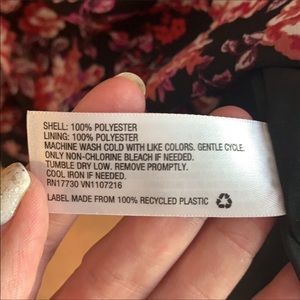 SHELL: 100% POLYESTER
LINING: 100% POLYESTER
MACHINE WASH COLD WITH LIKE COLORS. GENTLE CYCLE.
ONLY NON-CHLORINE BLEACH IF NEEDED.
TUMBLE DRY LOW. REMOVE PROMPTLY.
COOL IRON IF NEEDED.
RN17730 VN1107216
LABEL MADE FROM 100% RECYCLED PLASTIC